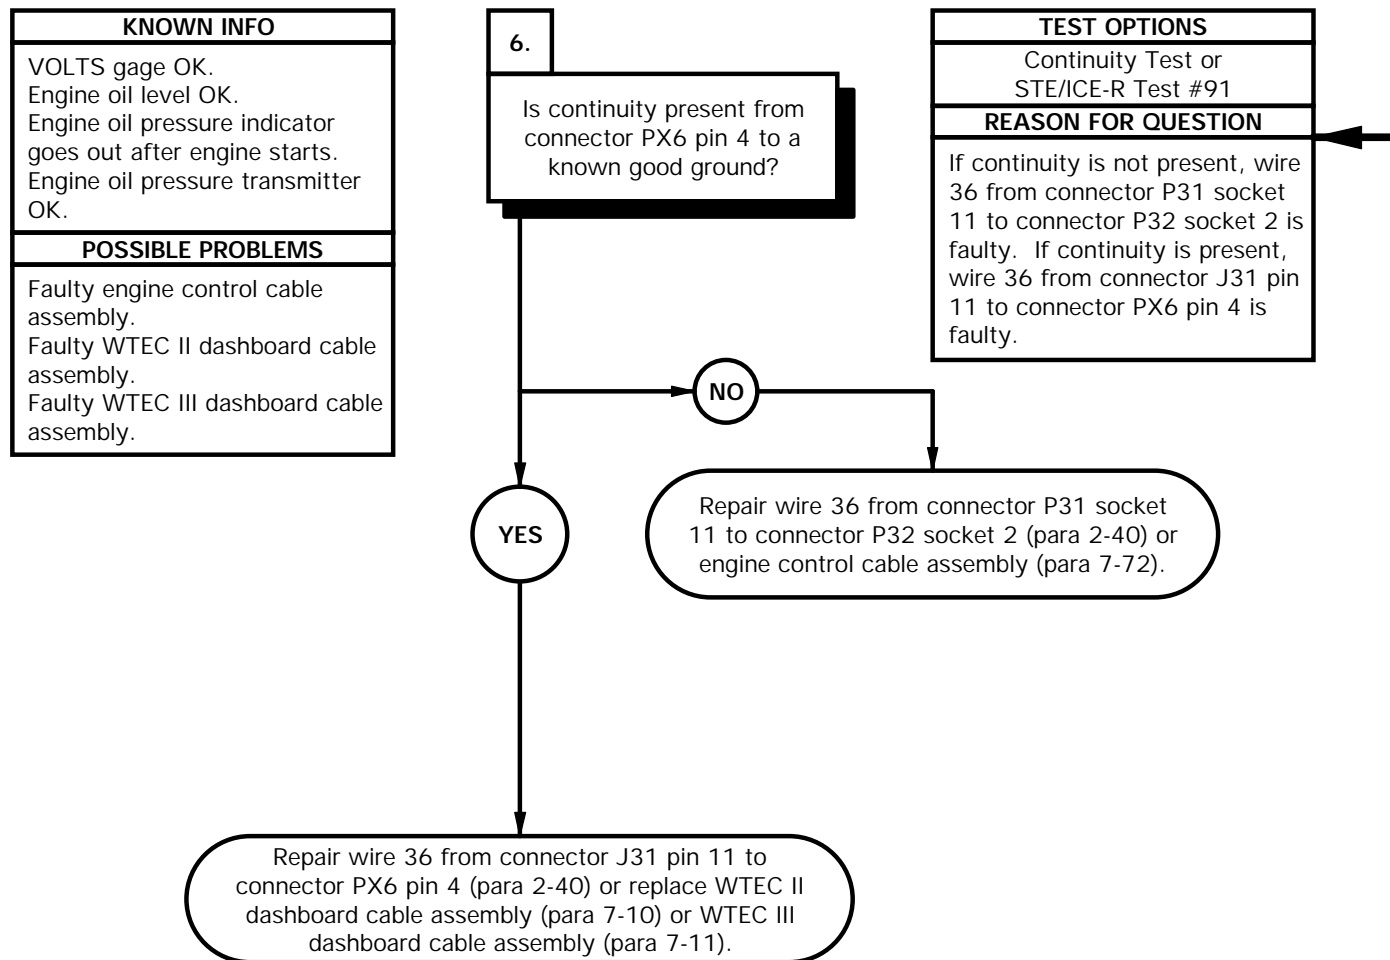 KNOWN INFO
VOLTS gage OK.
Engine oil level OK.
Engine oil pressure indicator
goes out after engine starts.
Engine oil pressure transmitter
OK.
POSSIBLE PROBLEMS
Faulty engine control cable
assembly.
Faulty WTEC II dashboard cable
assembly.
Faulty WTEC III dashboard cable
assembly.
6.
Is continuity present from
connector PX6 pin 4 to a
known good ground?
TEST OPTIONS
Continuity Test or
STE/ICE-R Test #91
REASON FOR QUESTION
If continuity is not present, wire
36 from connector P31 socket
11 to connector P32 socket 2 is
faulty. If continuity is present,
wire 36 from connector J31 pin
11 to connector PX6 pin 4 is
faulty.
NO
Repair wire 36 from connector P31 socket
11 to connector P32 socket 2 (para 2-40) or
engine control cable assembly (para 7-72).
YES
Repair wire 36 from connector J31 pin 11 to
connector PX6 pin 4 (para 2-40) or replace WTEC II
dashboard cable assembly (para 7-10) or WTEC III
dashboard cable assembly (para 7-11).